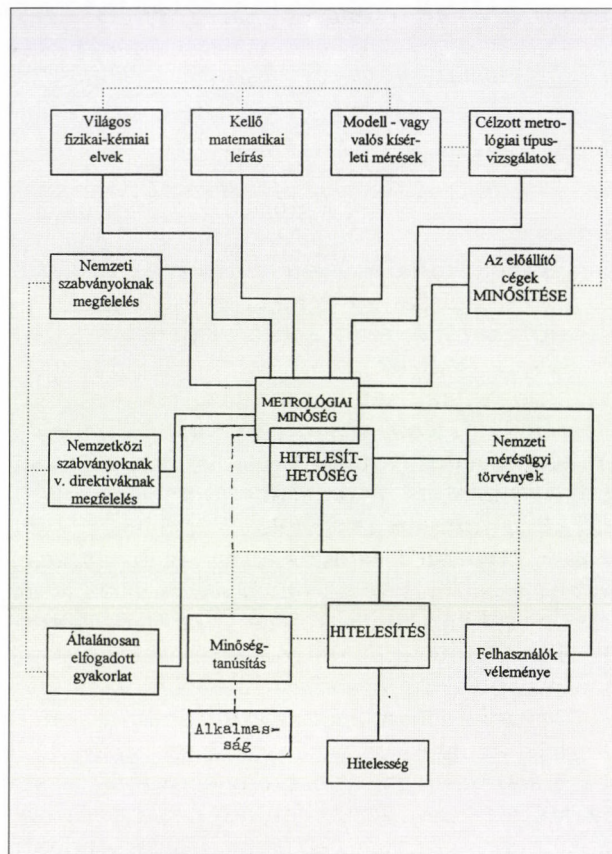 Világos
fizikai-kémiai
elvek
Kellő
matematikai
leírás
Modell - vagy
valós kísér-
leti mérések
Célzott metro-
lógiai típus-
vizsgálatok
Nemzeti
szabványoknak
megfelelés
Az előállító
cégek
MINŐSÍTÉSE
METROLÓGIAI
MINŐSÉG
HITELESÍT-
HETŐSÉG
Nemzetközi
szabványoknak
v. direktiváknak
megfelelés
Nemzeti
mérésügyi
törvények
Általánosan
elfogadott
gyakorlat
Minőség-
tanúsítás
HITELESÍTÉS
Felhasználók
véleménye
Alkalmas-
ság
Hitelesség